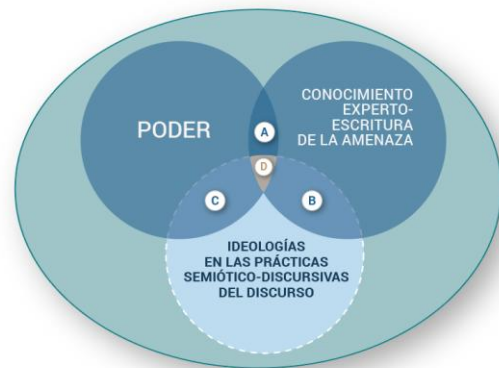 PODER
CONOCIMIENTO
EXPERTO-
ESCRITURA
DE LA AMENAZA
A
D
C
B
IDEOLOGÍAS
EN LAS PRÁCTICAS
SEMIÓTICO-DISCURSIVAS
DEL DISCURSO